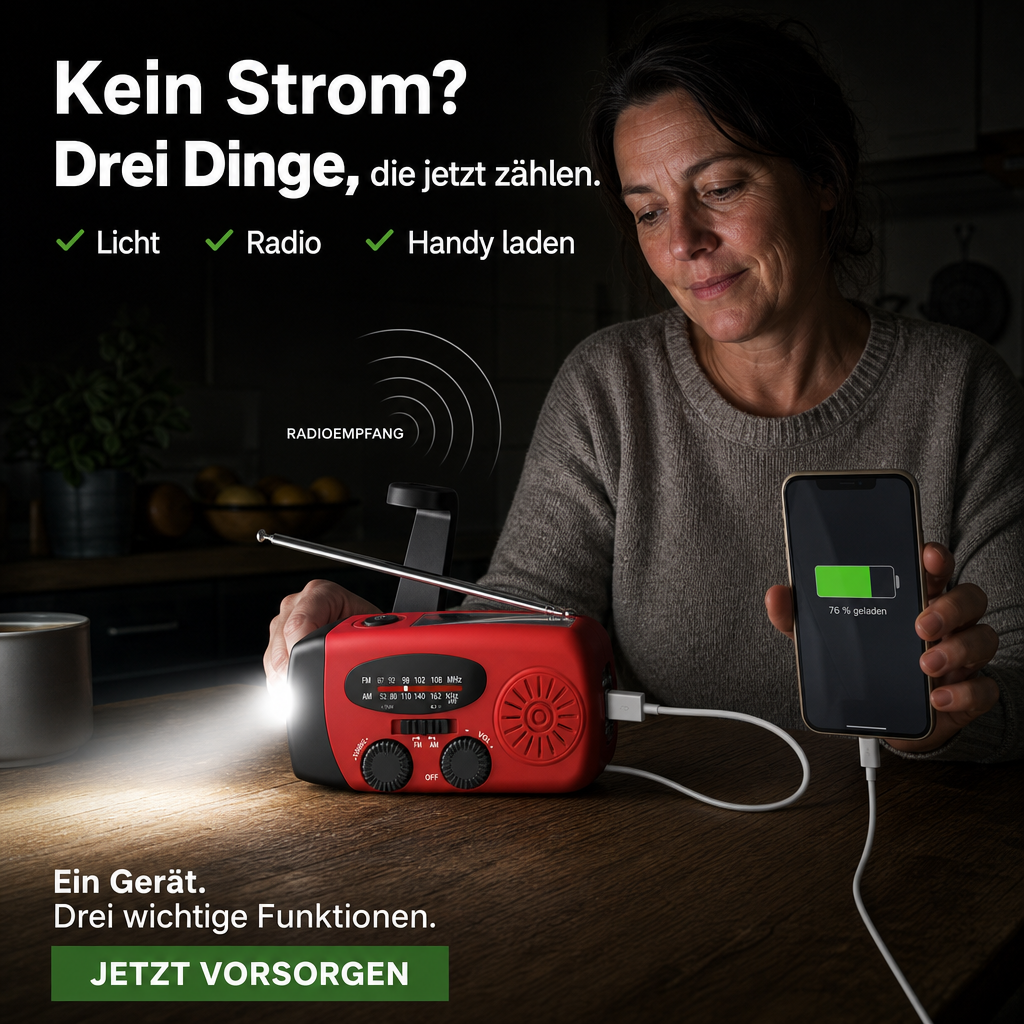 Kein Strom?
Drei Dinge, die jetzt zählen.
Licht Radio Handy laden
RADIOEMPFANG
76 % geladen
FM 87 92 98 102 108 MHz
AM 52 80 110 140 162 KHz
FM AM
VOL
OFF
Ein Gerät.
Drei wichtige Funktionen.
JETZT VORSORGEN